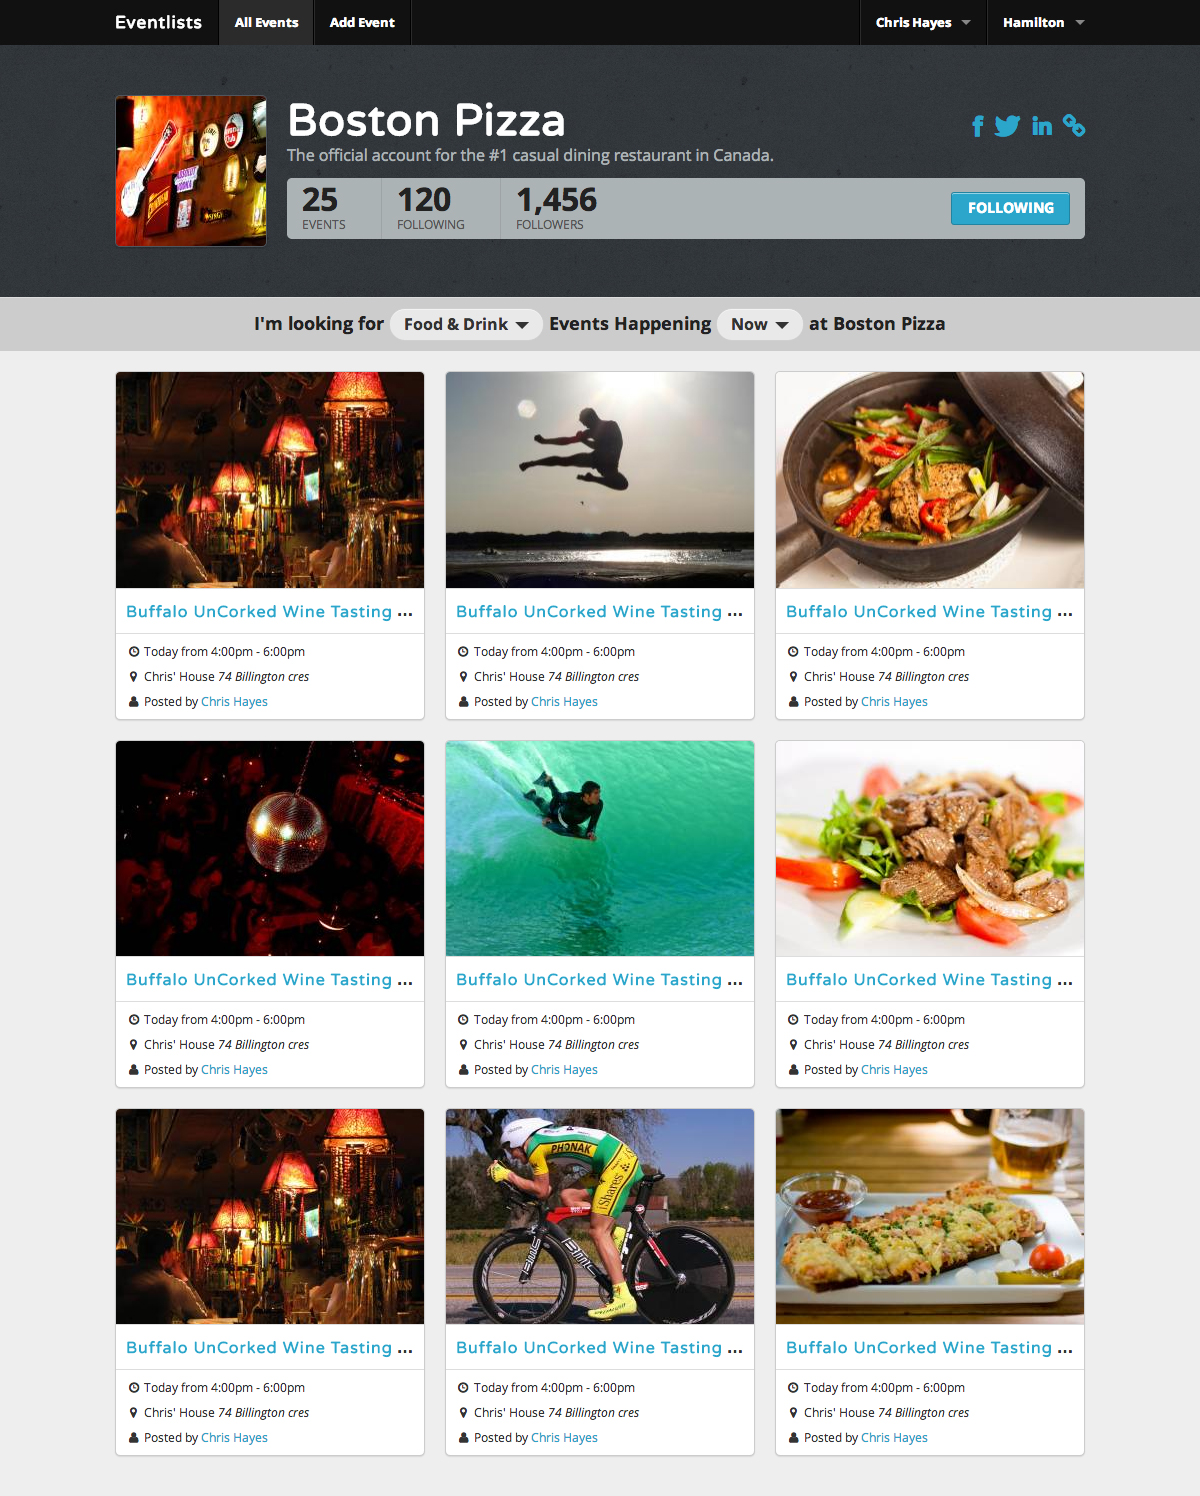 Eventlists All Events Add Event Chris Hayes Hamilton
Boston Pizza
The official account for the #1 casual dining restaurant in Canada.
25 120 1,456
EVENTS FOLLOWING FOLLOWERS
FOLLOWING
I'm looking for Food & Drink Events Happening Now at Boston Pizza
Buffalo UnCorked Wine Tasting ...
Today from 4:00pm - 6:00pm
Chris' House 74 Billington cres
Posted by Chris Hayes
Buffalo UnCorked Wine Tasting ...
Today from 4:00pm - 6:00pm
Chris' House 74 Billington cres
Posted by Chris Hayes
Buffalo UnCorked Wine Tasting ...
Today from 4:00pm - 6:00pm
Chris' House 74 Billington cres
Posted by Chris Hayes
Buffalo UnCorked Wine Tasting ...
Today from 4:00pm - 6:00pm
Chris' House 74 Billington cres
Posted by Chris Hayes
Buffalo UnCorked Wine Tasting ...
Today from 4:00pm - 6:00pm
Chris' House 74 Billington cres
Posted by Chris Hayes
Buffalo UnCorked Wine Tasting ...
Today from 4:00pm - 6:00pm
Chris' House 74 Billington cres
Posted by Chris Hayes
PHONAK
iShares
BMC
Buffalo UnCorked Wine Tasting ...
Today from 4:00pm - 6:00pm
Chris' House 74 Billington cres
Posted by Chris Hayes
Buffalo UnCorked Wine Tasting ...
Today from 4:00pm - 6:00pm
Chris' House 74 Billington cres
Posted by Chris Hayes
Buffalo UnCorked Wine Tasting ...
Today from 4:00pm - 6:00pm
Chris' House 74 Billington cres
Posted by Chris Hayes